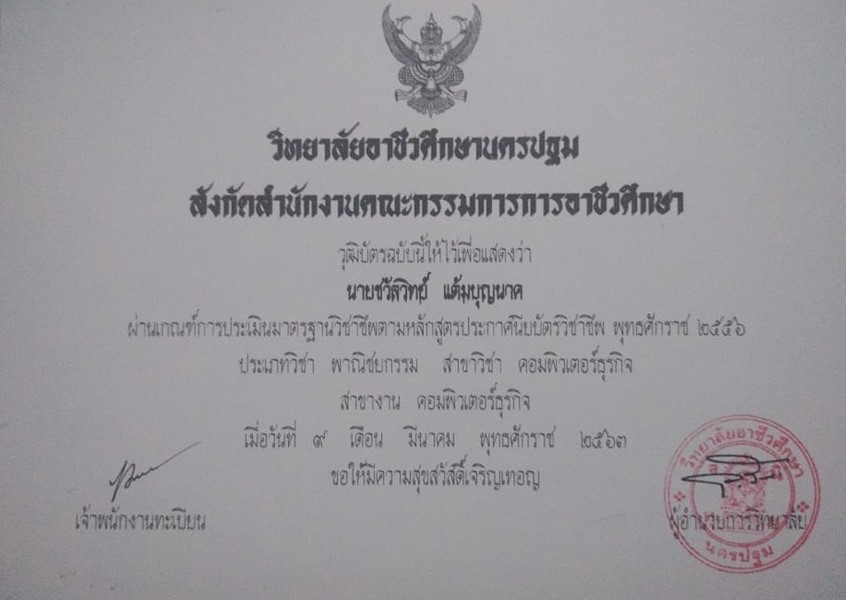 วิทยาลัยอาชีวศึกษานครปฐม
สังกัดสำนักงานคณะกรรมการการอาชีวศึกษา
วุฒิบัตรฉบับนี้ให้ไว้เพื่อแสดงว่า
นายชวัลวิทย์ แต้มบุญนาค
ผ่านเกณฑ์การประเมินมาตรฐานวิชาชีพตามหลักสูตรประกาศนียบัตรวิชาชีพ พุทธศักราช ๒๕๕๖
ประเภทวิชา พาณิชยกรรม สาขาวิชา คอมพิวเตอร์ธุรกิจ
สาขางาน คอมพิวเตอร์ธุรกิจ
เมื่อวันที่ ๙ เดือน มีนาคม พุทธศักราช ๒๕๖๓
ขอให้มีความสุขสวัสดิ์เจริญเทอญ
เจ้าพนักงานทะเบียน
ผู้อำนวยการวิทยาลัย
วิทยาลัยอาชีวศึกษา
นครปฐม